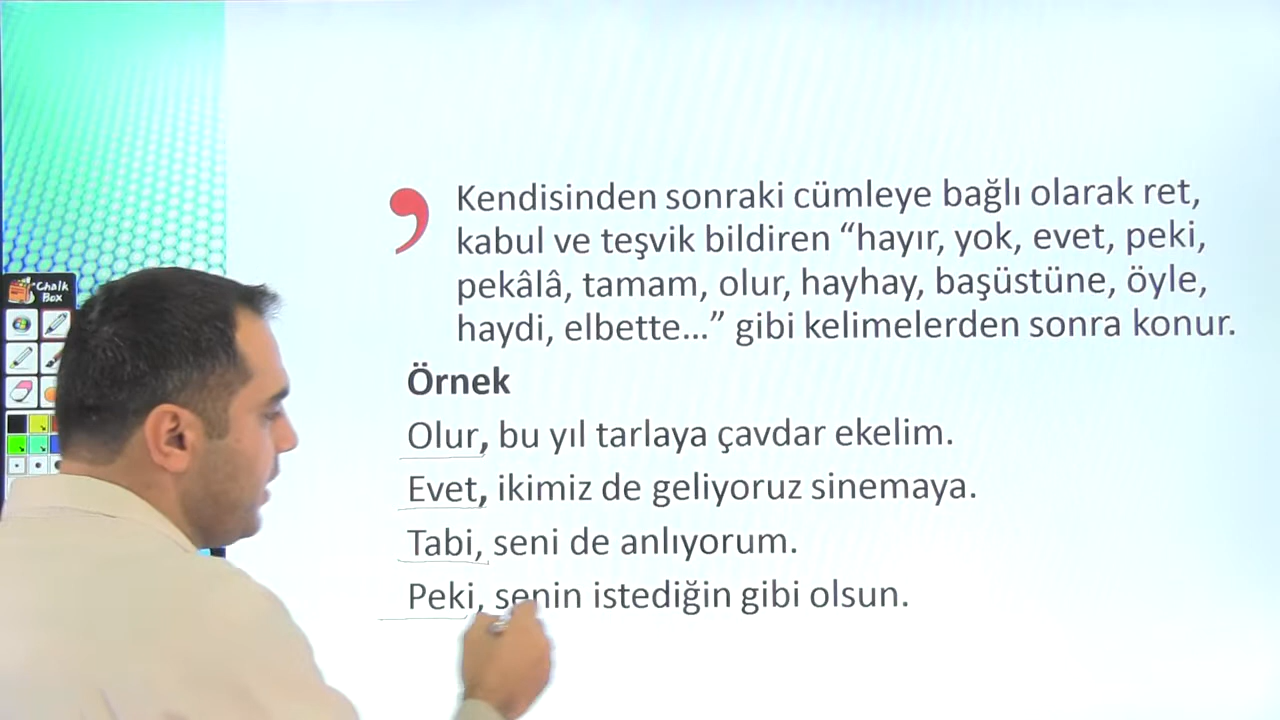 Kendisinden sonraki cümleye bağlı olarak ret,
kabul ve teşvik bildiren “hayır, yok, evet, peki,
pekâlâ, tamam, olur, hayhay, başüstüne, öyle,
haydi, elbette...” gibi kelimelerden sonra konur.
Örnek
Olur, bu yıl tarlaya çavdar ekelim.
Evet, ikimiz de geliyoruz sinemaya.
Tabi, seni de anlıyorum.
Peki, senin istediğin gibi olsun.
Chalk
Box